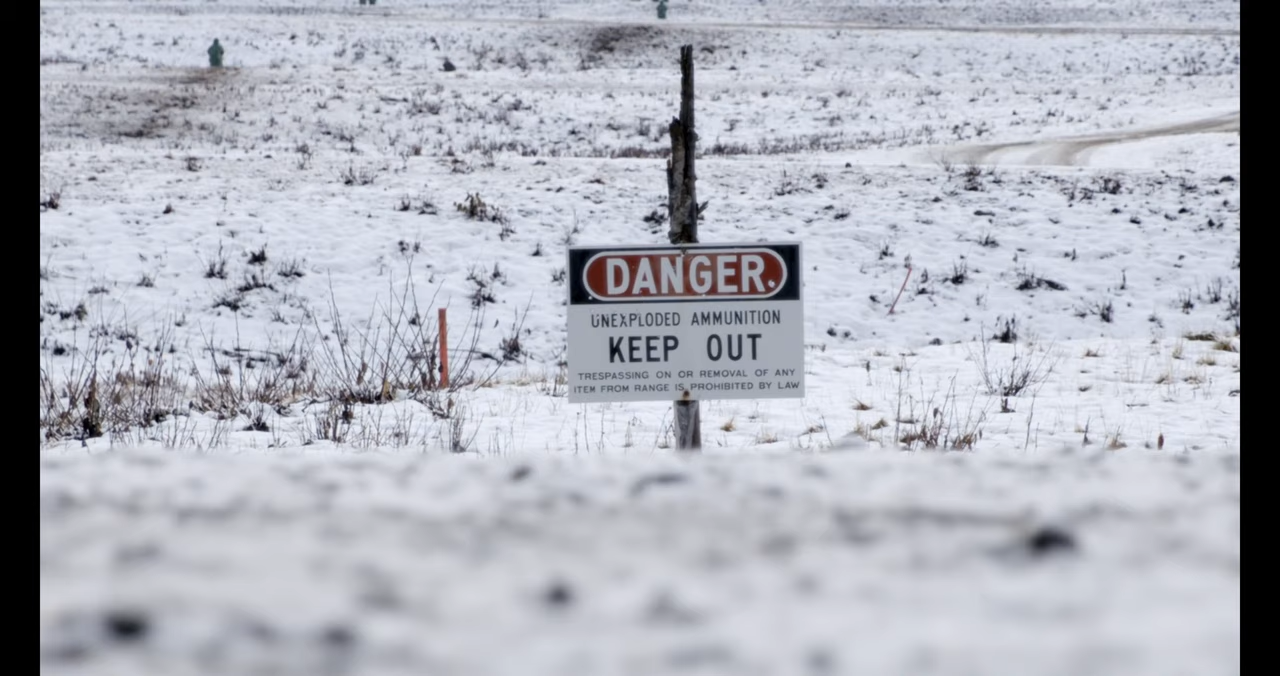 DANGER.
UNEXPLODED AMMUNITION
KEEP OUT
TRESPASSING ON OR REMOVAL OF ANY
ITEM FROM RANGE IS PROHIBITED BY LAW